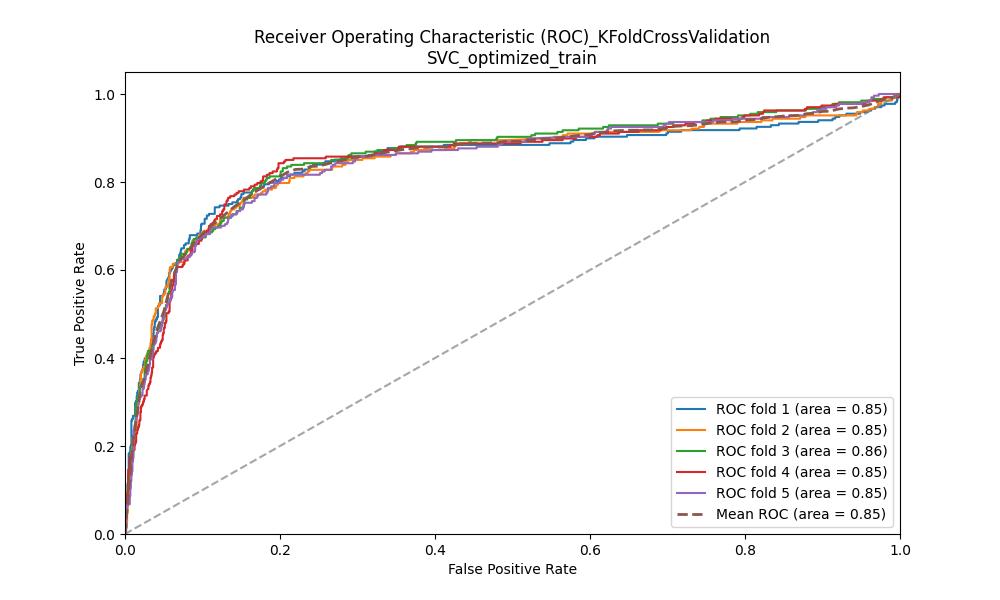 Receiver Operating Characteristic (ROC)_KFoldCrossValidation
SVC_optimized_train
True Positive Rate
1.0
0.8
0.6
0.4
0.2
0.0
0.0 0.2 0.4 0.6 0.8 1.0
False Positive Rate
ROC fold 1 (area = 0.85)
ROC fold 2 (area = 0.85)
ROC fold 3 (area = 0.86)
ROC fold 4 (area = 0.85)
ROC fold 5 (area = 0.85)
Mean ROC (area = 0.85)